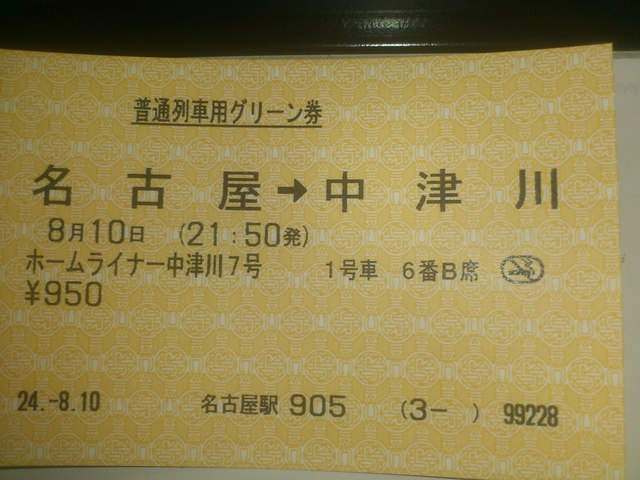 普通列車用グリーン券
名古屋→中津川
8月10日 (21:50発)
ホームライナー中津川7号 1号車 6番B席
¥950
24.-8.10 名古屋駅 905 (3- ) 99228